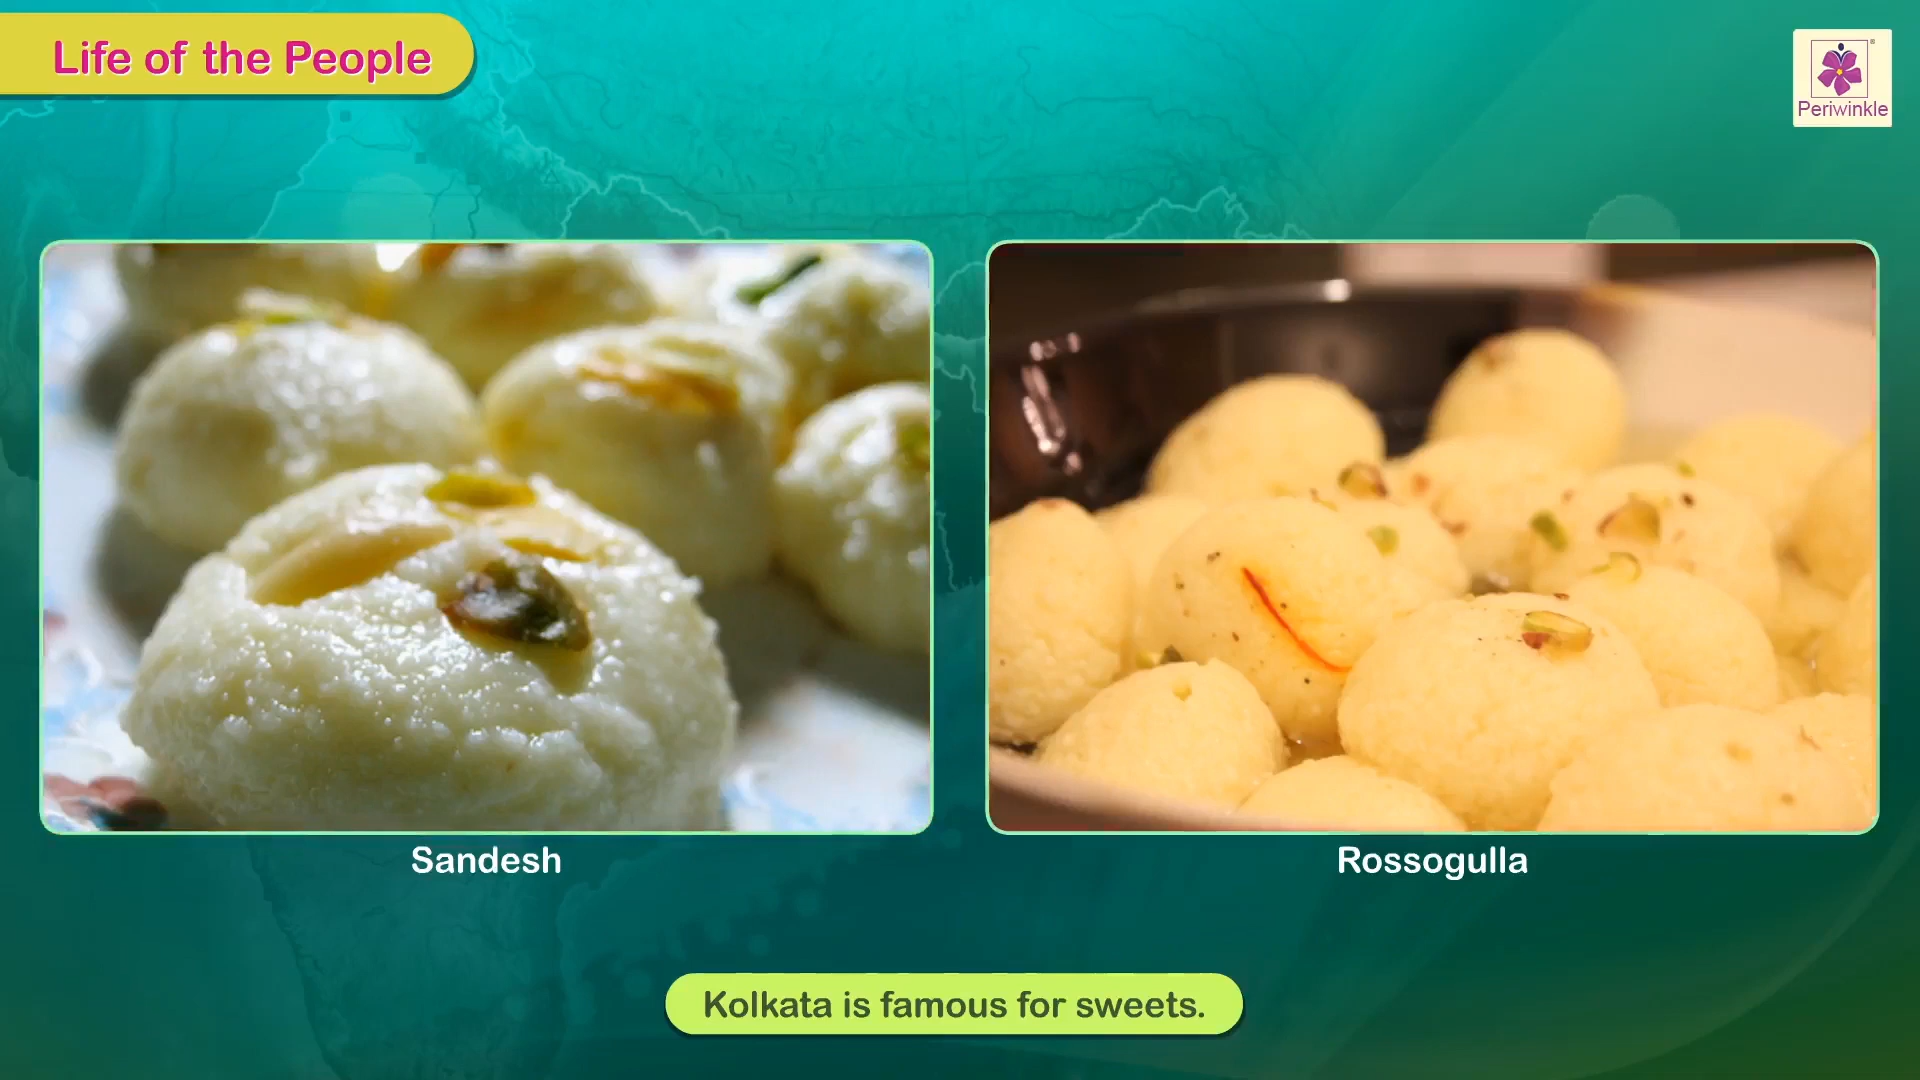 Life of the People
Periwinkle
Sandesh
Rossogulla
Kolkata is famous for sweets.